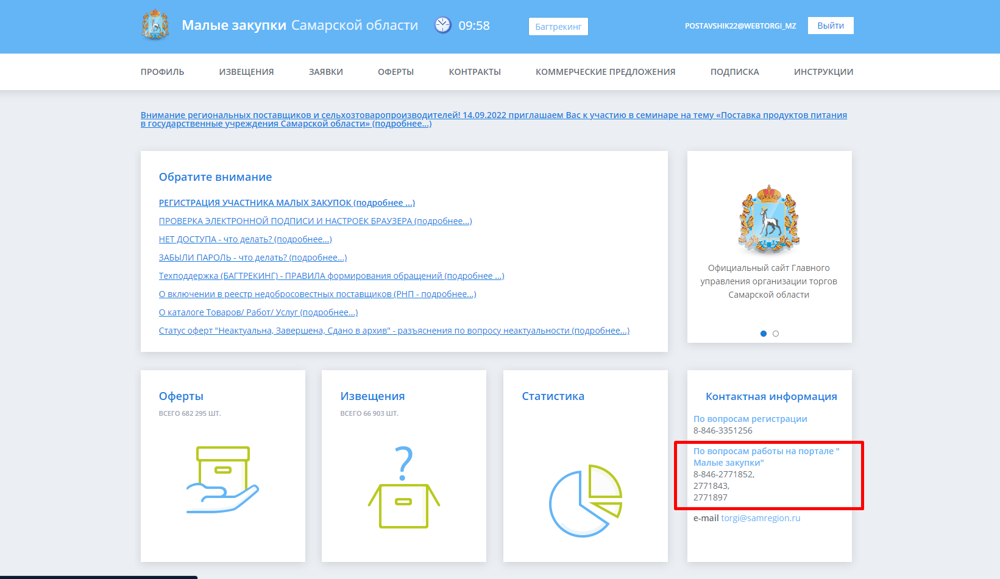 Малые закупки Самарской области
09:58
Багтрекинг
POSTAVSHIK22@WEBTORGI_MZ
Выйти
ПРОФИЛЬ
ИЗВЕЩЕНИЯ
ЗАЯВКИ
ОФЕРТЫ
КОНТРАКТЫ
КОММЕРЧЕСКИЕ ПРЕДЛОЖЕНИЯ
ПОДПИСКА
ИНСТРУКЦИИ
Внимание региональных поставщиков и сельхозтоваропроизводителей! 14.09.2022 приглашаем Вас к участию в семинаре на тему «Поставка продуктов питания
в государственные учреждения Самарской области» (подробнее...)
Обратите внимание
РЕГИСТРАЦИЯ УЧАСТНИКА МАЛЫХ ЗАКУПОК (подробнее ...)
ПРОВЕРКА ЭЛЕКТРОННОЙ ПОДПИСИ И НАСТРОЕК БРАУЗЕРА (подробнее...)
НЕТ ДОСТУПА - что делать? (подробнее...)
ЗАБЫЛИ ПАРОЛЬ - что делать? (подробнее...)
Техподдержка (БАГТРЕКИНГ) - ПРАВИЛА формирования обращений (подробнее ...)
О включении в реестр недобросовестных поставщиков (РНП - подробнее...)
О каталоге Товаров/ Работ/ Услуг (подробнее...)
Статус оферт "Неактуальна, Завершена, Сдано в архив" - разъяснения по вопросу неактуальности (подробнее...)
Официальный сайт Главного
управления организации торгов
Самарской области
Оферты
ВСЕГО 682 295 ШТ.
Извещения
ВСЕГО 66 903 ШТ.
Статистика
Контактная информация
По вопросам регистрации
8-846-3351256
По вопросам работы на портале "
Малые закупки"
8-846-2771852,
2771843,
2771897
e-mail torgi@samregion.ru